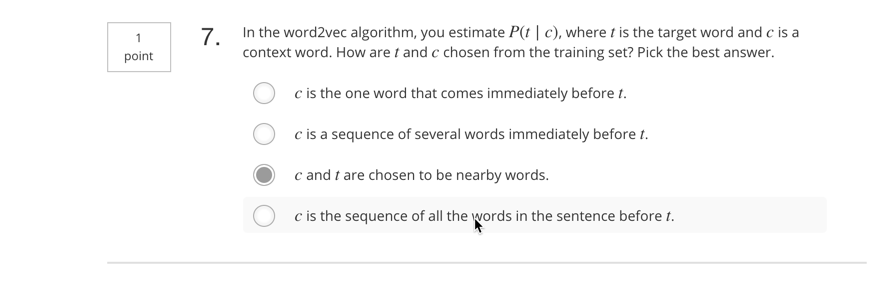 1
point
7.
In the word2vec algorithm, you estimate P(t | c), where t is the target word and c is a
context word. How are t and c chosen from the training set? Pick the best answer.
c is the one word that comes immediately before t.
c is a sequence of several words immediately before t.
c and t are chosen to be nearby words.
c is the sequence of all the words in the sentence before t.